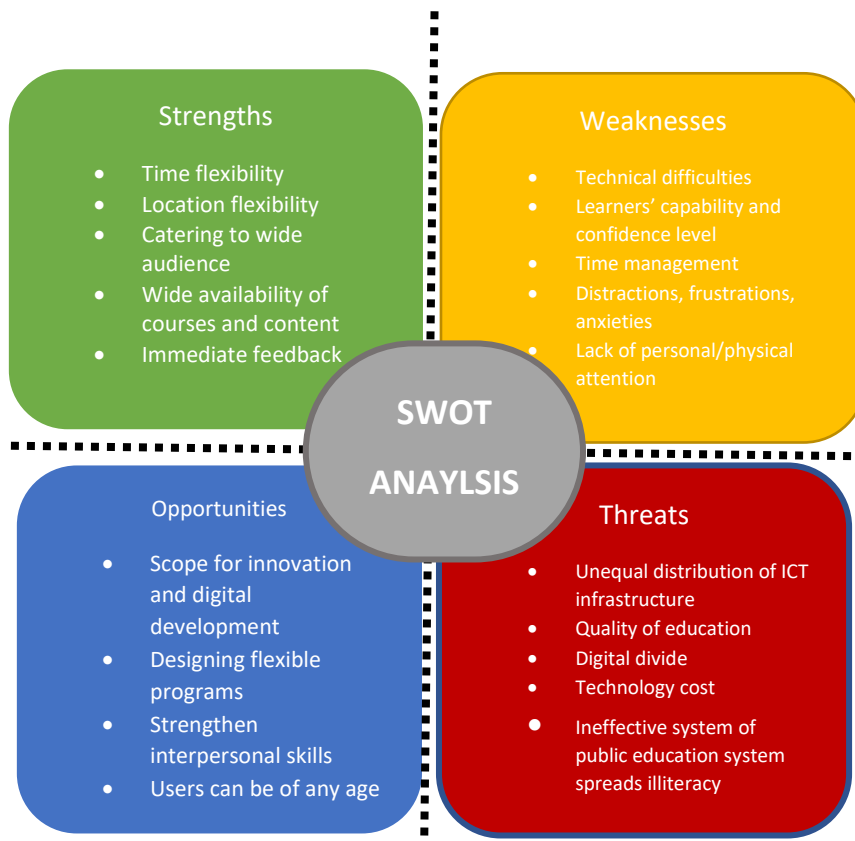 Strengths
• Time flexibility
• Location flexibility
• Catering to wide
audience
• Wide availability of
courses and content
• Immediate feedback
Weaknesses
• Technical difficulties
• Learners’ capability and
confidence level
• Time management
• Distractions, frustrations,
anxieties
• Lack of personal/physical
attention
SWOT
ANAYLSIS
Opportunities
• Scope for innovation
and digital
development
• Designing flexible
programs
• Strengthen
interpersonal skills
• Users can be of any age
Threats
• Unequal distribution of ICT
infrastructure
• Quality of education
• Digital divide
• Technology cost
• Ineffective system of
public education system
spreads illiteracy